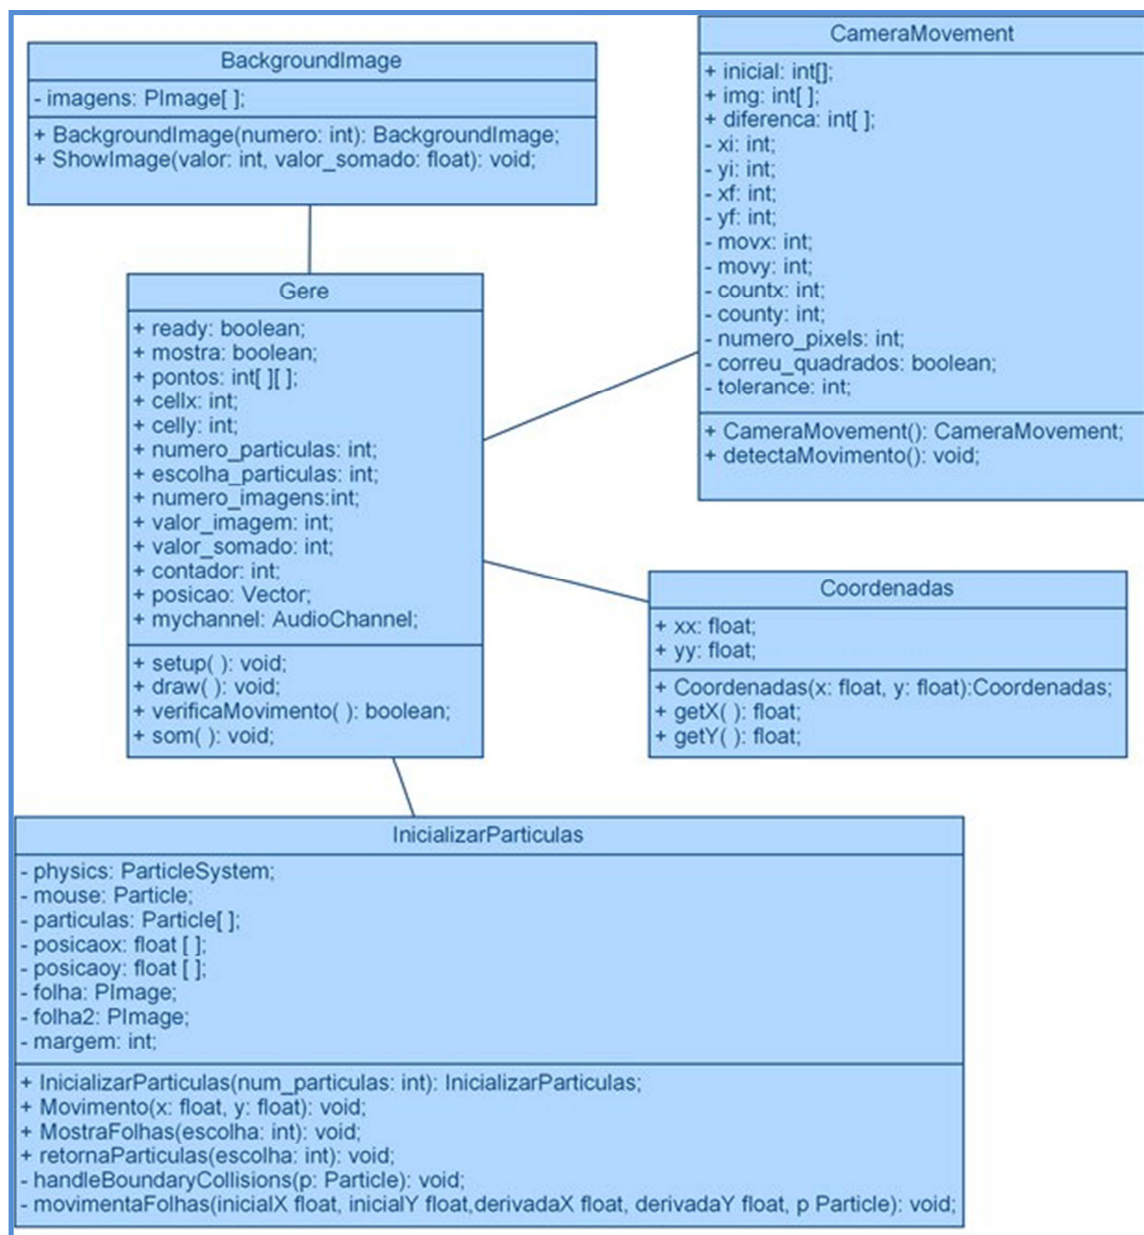 BackgroundImage
- imagens: PImage[ ];
+ BackgroundImage(numero: int): BackgroundImage;
+ ShowImage(valor: int, valor_somado: float): void;
CameraMovement
+ inicial: int[];
+ img: int[ ];
+ diferenca: int[ ];
- xi: int;
- yi: int;
- xf: int;
- yf: int;
- movx: int;
- movy: int;
- countx: int;
- county: int;
- numero_pixels: int;
- correu_quadrados: boolean;
- tolerance: int;
+ CameraMovement(): CameraMovement;
+ detectaMovimento(): void;
Gere
+ ready: boolean;
+ mostra: boolean;
+ pontos: int[ ][ ];
+ cellx: int;
+ celly: int;
+ numero_particulas: int;
+ escolha_particulas: int;
+ numero_imagens:int;
+ valor_imagem: int;
+ valor_somado: int;
+ contador: int;
+ posicao: Vector;
+ mychannel: AudioChannel;
+ setup( ): void;
+ draw( ): void;
+ verificaMovimento( ): boolean;
+ som( ): void;
Coordenadas
+ xx: float;
+ yy: float;
+ Coordenadas(x: float, y: float):Coordenadas;
+ getX( ): float;
+ getY( ): float;
InicializarParticulas
- physics: ParticleSystem;
- mouse: Particle;
- particulas: Particle[ ];
- posicaox: float [ ];
- posicaoy: float [ ];
- folha: PImage;
- folha2: PImage;
- margem: int;
+ InicializarParticulas(num_particulas: int): InicializarParticulas;
+ Movimento(x: float, y: float): void;
+ MostraFolhas(escolha: int): void;
+ retornaParticulas(escolha: int): void;
- handleBoundaryCollisions(p: Particle): void;
- movimentaFolhas(inicialX float, inicialY float,derivadaX float, derivadaY float, p Particle): void;